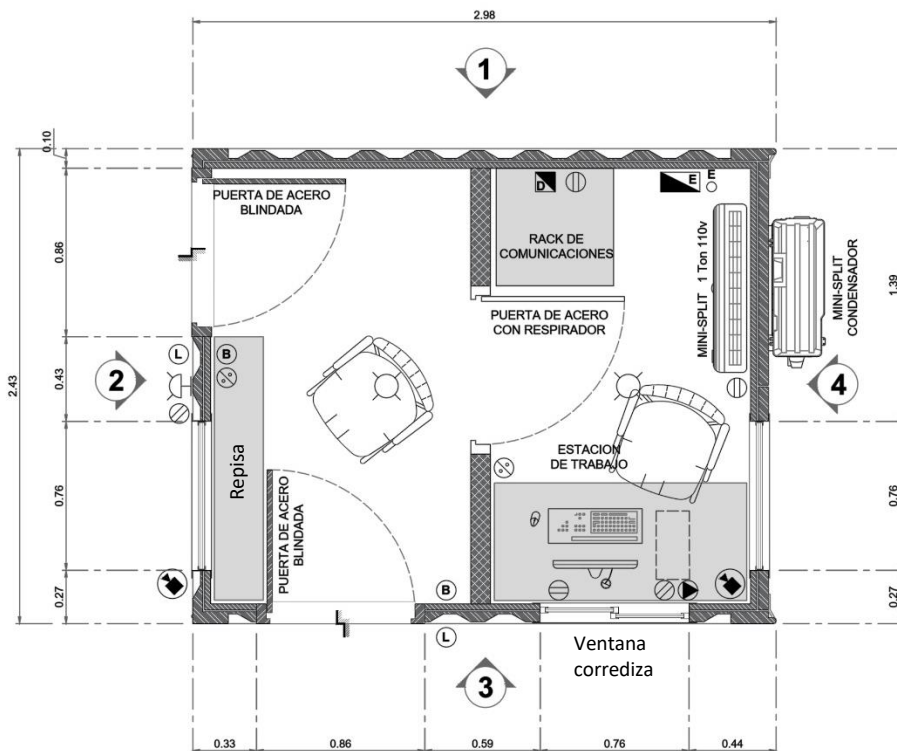 2.98
1
0.10
PUERTA DE ACERO
BLINDADA
D
E
E
RACK DE
COMUNICACIONES
MINI-SPLIT 1 Ton 110v
MINI-SPLIT
CONDENSADOR
0.86
1.39
PUERTA DE ACERO
CON RESPIRADOR
2.43
0.43
2
L
B
4
Repisa
ESTACION
DE TRABAJO
PUERTA DE ACERO
BLINDADA
0.76
0.76
0.27
0.27
B
L
3
Ventana
corrediza
0.33
0.86
0.59
0.76
0.44